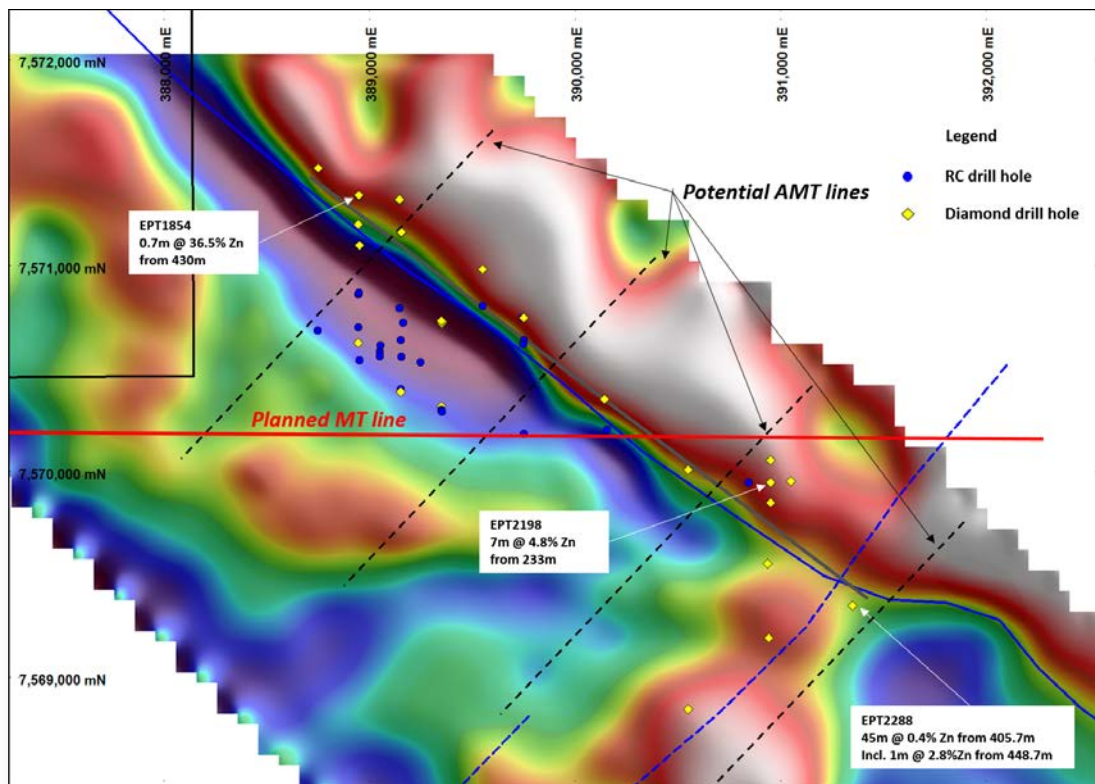 388,000 mE
389,000 mE
390,000 mE
391,000 mE
392,000 mE
7,572,000 mN
Legend
RC drill hole
Diamond drill hole
Potential AMT lines
EPT1854
0.7m @ 36.5% Zn
from 430m
7,571,000 mN
Planned MT line
7,570,000 mN
EPT2198
7m @ 4.8% Zn
from 233m
7,569,000 mN
EPT2288
45m @ 0.4% Zn from 405.7m
Incl. 1m @ 2.8%Zn from 448.7m